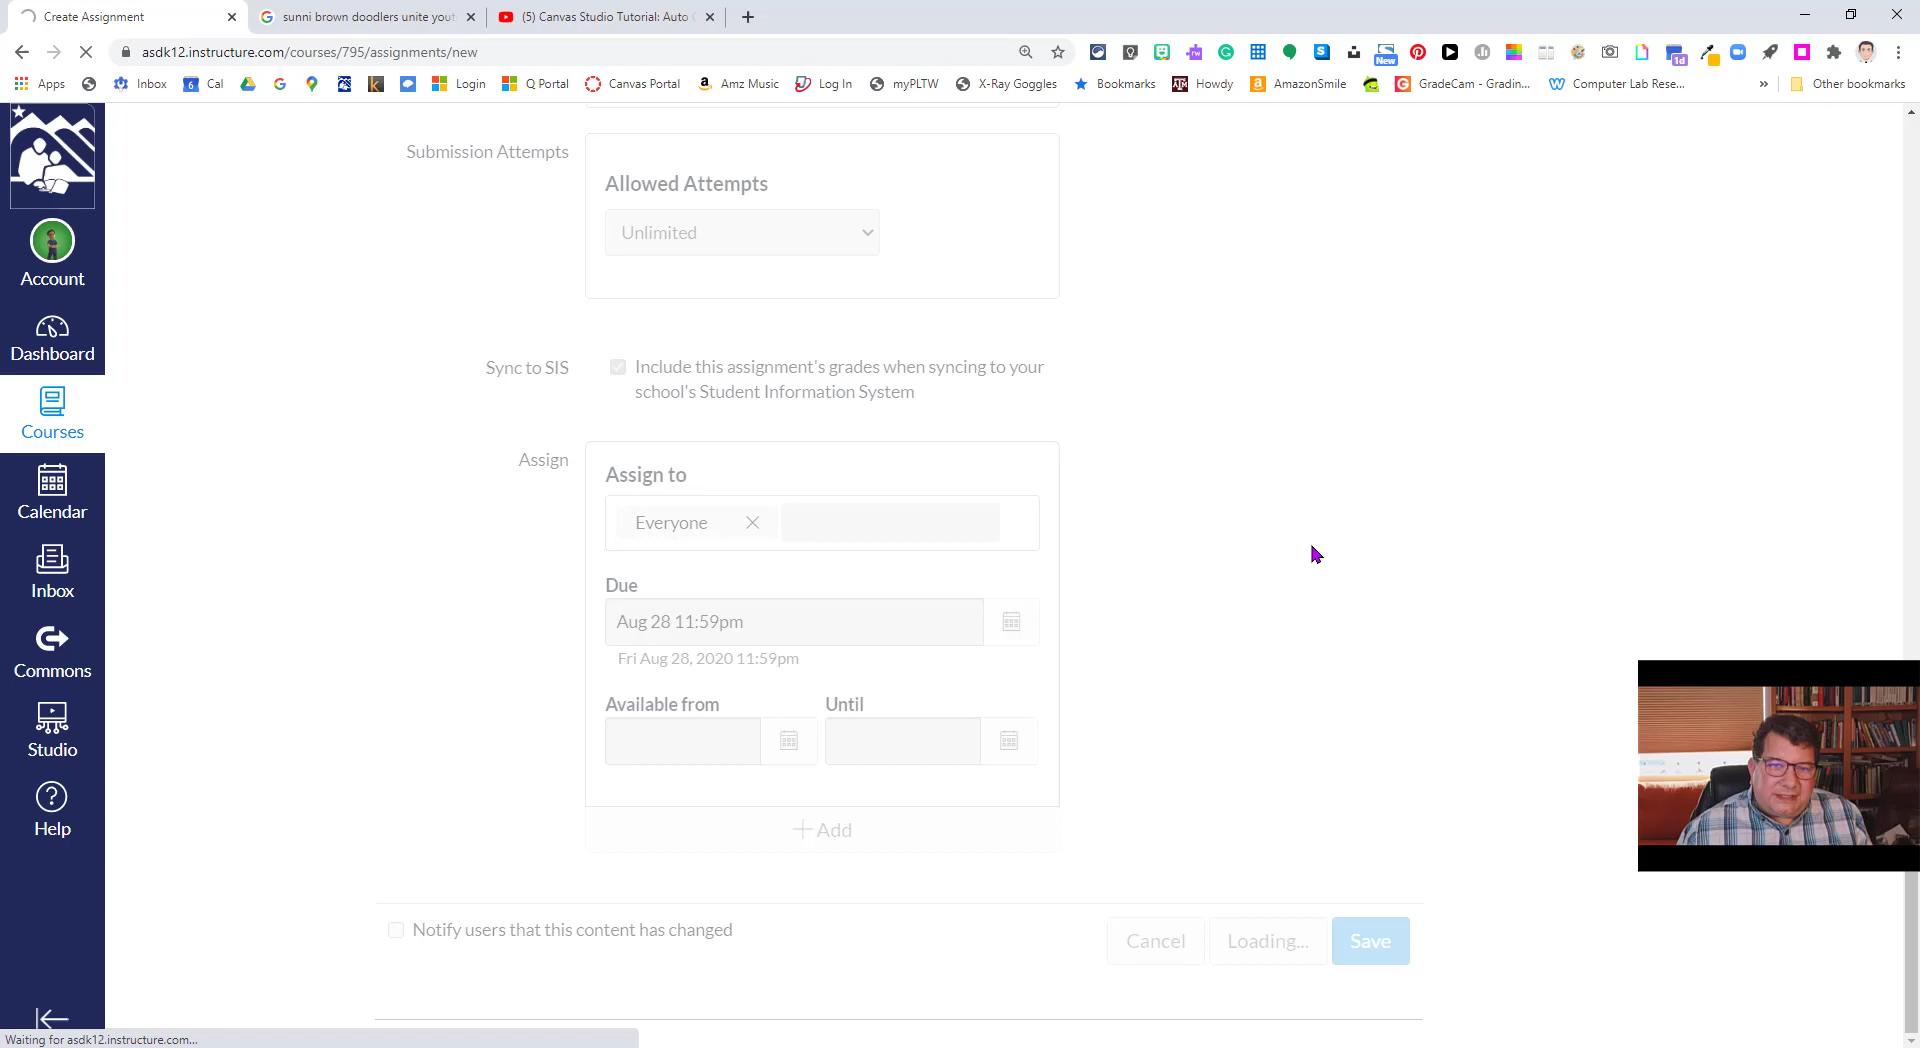 Create Assignment
sunni brown doodlers unite yout
(5) Canvas Studio Tutorial: Auto C
asdk12.instructure.com/courses/795/assignments/new
New
1d
Apps
Inbox
Cal
Login
Q Portal
Canvas Portal
Amz Music
Log In
myPLTW
X-Ray Goggles
Bookmarks
Howdy
AmazonSmile
GradeCam - Gradin...
Computer Lab Rese...
»
Other bookmarks
Account
Dashboard
Courses
Calendar
Inbox
Commons
Studio
Help
Submission Attempts
Allowed Attempts
Unlimited
Sync to SIS
Include this assignment's grades when syncing to your
school's Student Information System
Assign
Assign to
Everyone
Due
Aug 28 11:59pm
Fri Aug 28, 2020 11:59pm
Available from
Until
+ Add
Notify users that this content has changed
Cancel
Loading...
Save
Waiting for asdk12.instructure.com...